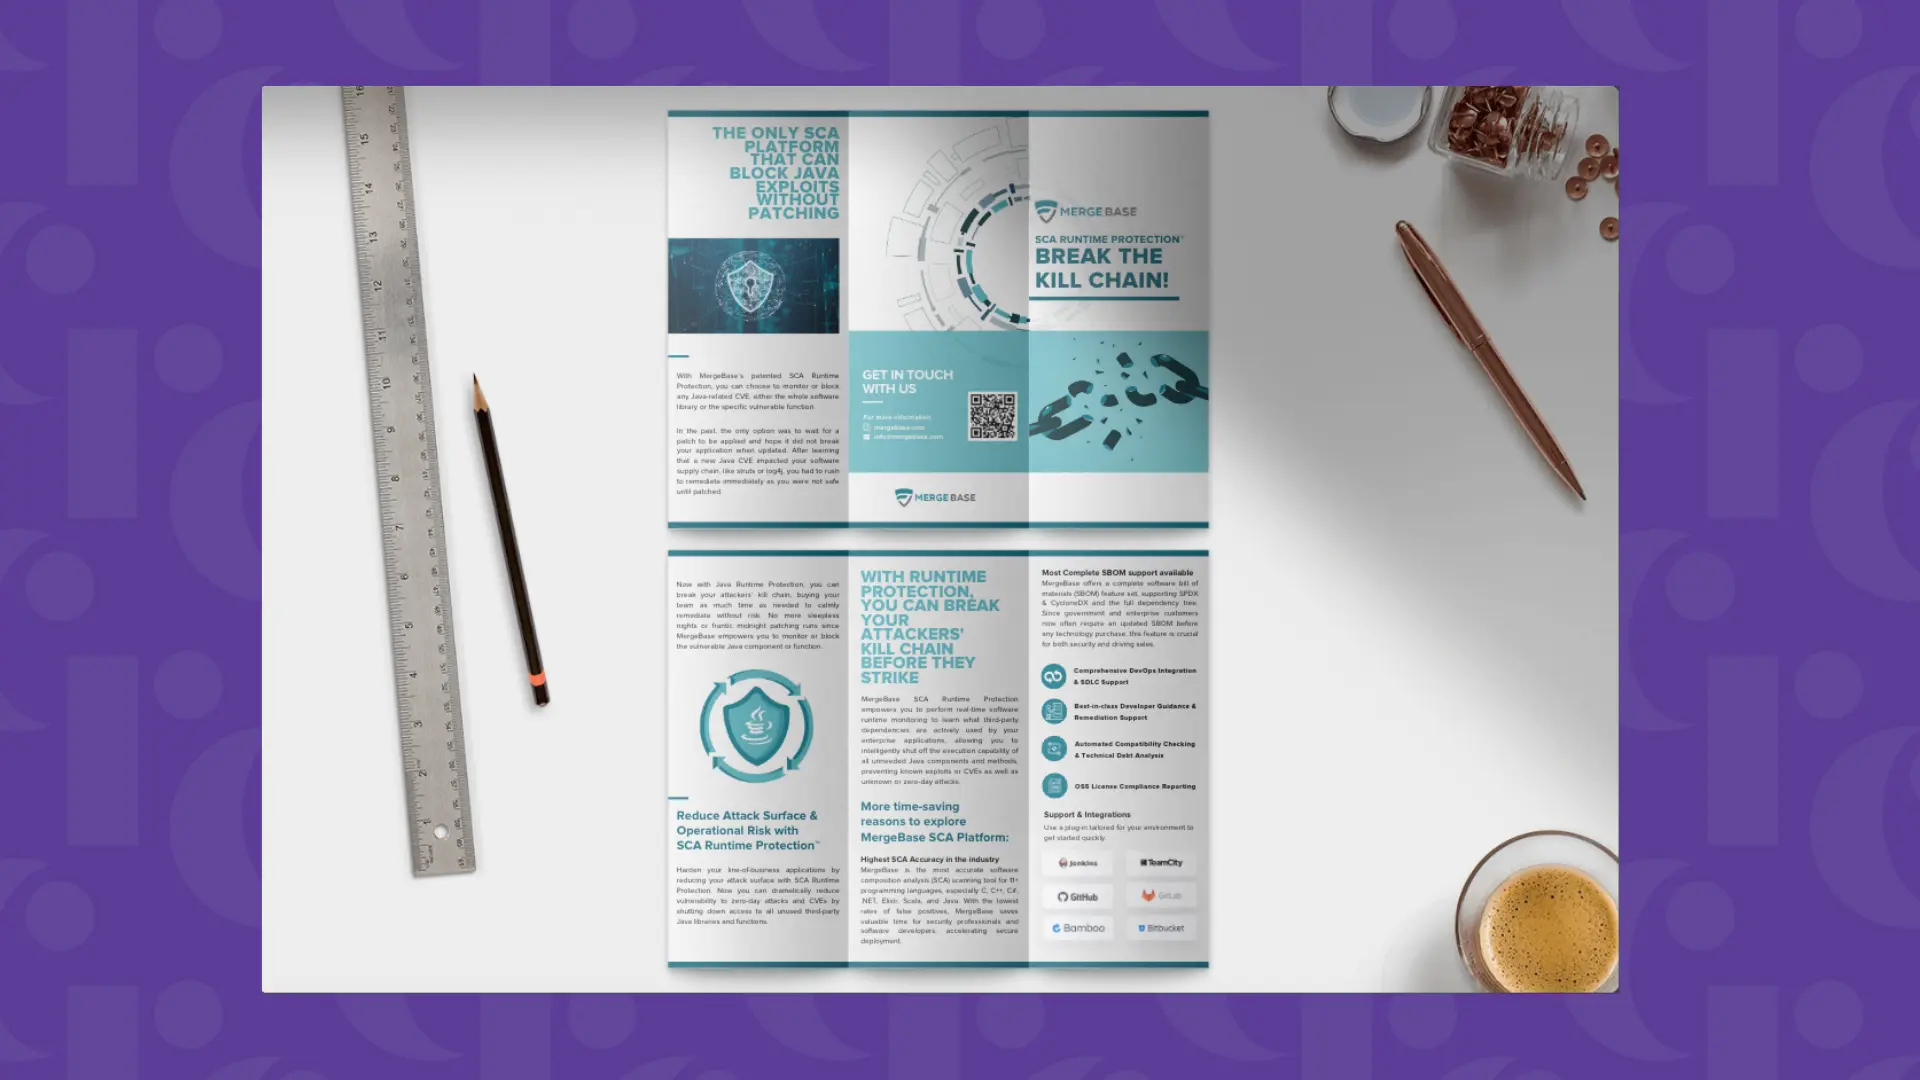 THE ONLY SCA
PLATFORM
THAT CAN
BLOCK JAVA
EXPLOITS
WITHOUT
PATCHING
With MergeBase's patented SCA Runtime
Protection, you can choose to monitor or block
any Java-related CVE, either the whole software
library or the specific vulnerable function
In the past, the only option was to wait for a
patch to be applied and hope it did not break
your application when updated. After learning
that a new Java CVE impacted your software
supply chain, like struts or log4j, you had to rush
to remediate immediately as you were not safe
until patched.
GET IN TOUCH
WITH US
For more information
mergebase.com
info@mergebase.com
MERGEBASE
MERGEBASE
SCA RUNTIME PROTECTION™
BREAK THE
KILL CHAIN!
Now with Java Runtime Protection, you can
break your attackers' kill chain, buying your
team as much time as needed to calmly
remediate without risk. No more sleepless
nights or frantic midnight patching runs since
MergeBase empowers you to monitor or block
the vulnerable Java component or function.
Reduce Attack Surface &
Operational Risk with
SCA Runtime Protection™
Harden your line-of-business applications by
reducing your attack surface with SCA Runtime
Protection. Now you can dramatically reduce
vulnerability to zero-day attacks and CVEs by
shutting down access to all unused third-party
Java libraries and functions.
WITH RUNTIME
PROTECTION,
YOU CAN BREAK
YOUR
ATTACKERS'
KILL CHAIN
BEFORE THEY
STRIKE
MergeBase SCA Runtime Protection
empowers you to perform real-time software
runtime monitoring to learn what third-party
dependencies are actively used by your
enterprise applications, allowing you to
intelligently shut off the execution capability of
all unneeded Java components and methods,
preventing known exploits or CVEs as well as
unknown or zero-day attacks.
More time-saving
reasons to explore
MergeBase SCA Platform:
Highest SCA Accuracy in the industry
MergeBase is the most accurate software
composition analysis (SCA) scanning tool for 11+
programming languages, especially C, C++, C#,
.NET, Elixir, Scala, and Java. With the lowest
rates of false positives, MergeBase saves
valuable time for security professionals and
software developers, accelerating secure
deployment.
Most Complete SBOM support available
MergeBase offers a complete software bill of
materials (SBOM) feature set, supporting SPDX
& CycloneDX and the full dependency tree.
Since government and enterprise customers
now often require an updated SBOM before
any technology purchase, this feature is crucial
for both security and driving sales.
Comprehensive DevOps Integration
& SDLC Support
Best-in-class Developer Guidance &
Remediation Support
Automated Compatibility Checking
& Technical Debt Analysis
OSS License Compliance Reporting
Support & Integrations
Use a plug-in tailored for your environment to
get started quickly.
Jenkins
TeamCity
GitHub
GitLab
Bamboo
Bitbucket